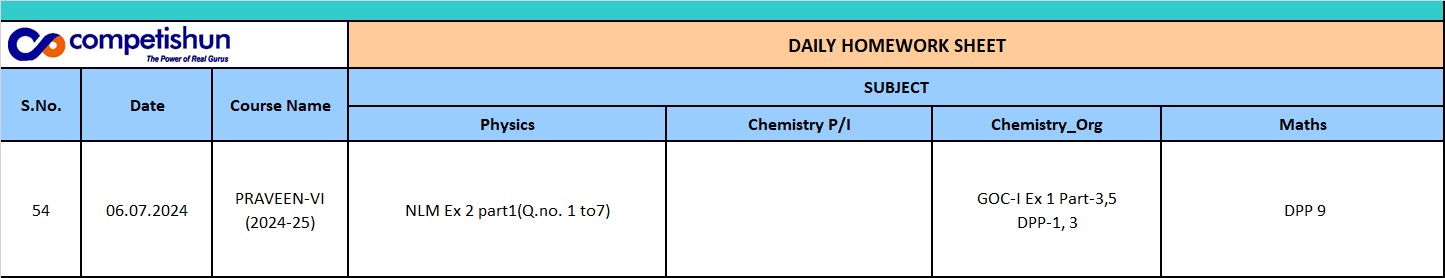 competishun
The Power of Real Gurus
DAILY HOMEWORK SHEET
S.No.
Date
Course Name
SUBJECT
Physics
Chemistry P/I
Chemistry_Org
Maths
54
06.07.2024
PRAVEEN-VI
(2024-25)
NLM Ex 2 part1(Q.no. 1 to7)
GOC-I Ex 1 Part-3,5
DPP-1, 3
DPP 9